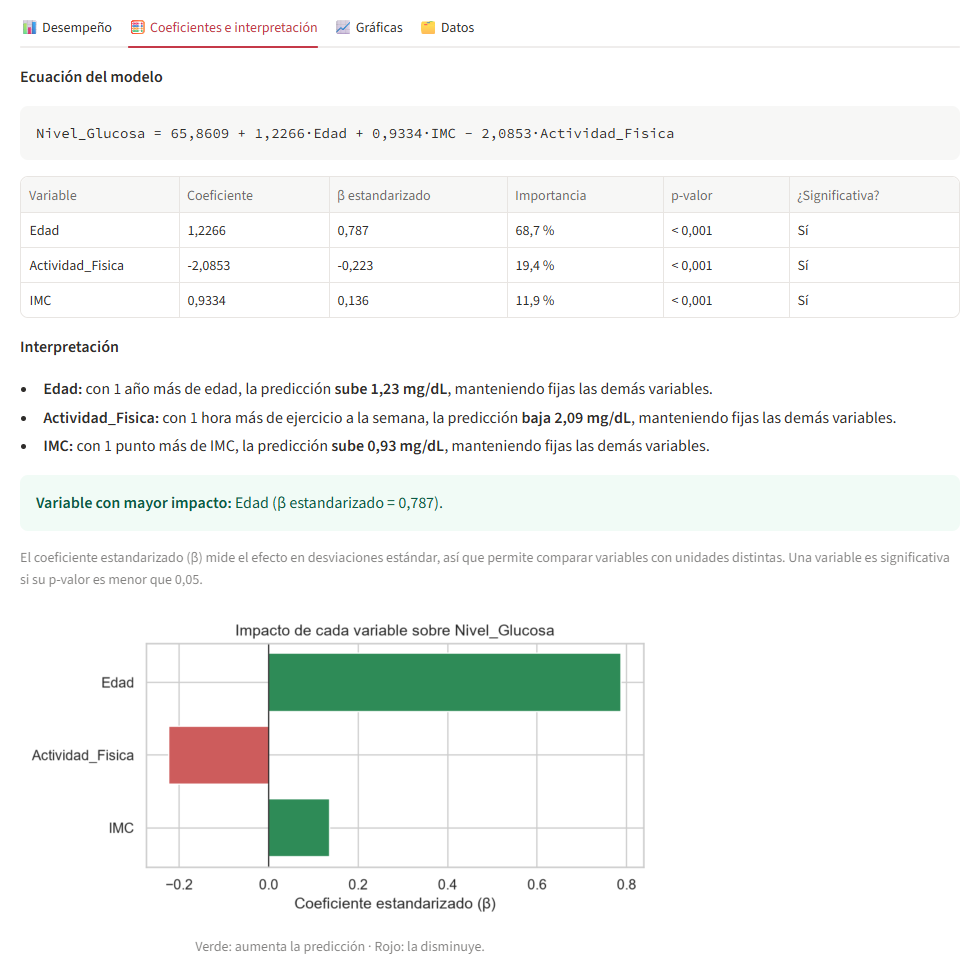 Desempeño Coeficientes e interpretación Gráficas Datos
Ecuación del modelo
Nivel_Glucosa = 65,8609 + 1,2266·Edad + 0,9334·IMC − 2,0853·Actividad_Fisica
Variable Coeficiente β estandarizado Importancia p-valor ¿Significativa?
Edad 1,2266 0,787 68,7 % < 0,001 Sí
Actividad_Fisica -2,0853 -0,223 19,4 % < 0,001 Sí
IMC 0,9334 0,136 11,9 % < 0,001 Sí
Interpretación
• Edad: con 1 año más de edad, la predicción sube 1,23 mg/dL, manteniendo fijas las demás variables.
• Actividad_Fisica: con 1 hora más de ejercicio a la semana, la predicción baja 2,09 mg/dL, manteniendo fijas las demás variables.
• IMC: con 1 punto más de IMC, la predicción sube 0,93 mg/dL, manteniendo fijas las demás variables.
Variable con mayor impacto: Edad (β estandarizado = 0,787).
El coeficiente estandarizado (β) mide el efecto en desviaciones estándar, así que permite comparar variables con unidades distintas. Una variable es significativa
si su p-valor es menor que 0,05.
Impacto de cada variable sobre Nivel_Glucosa
Edad
Actividad_Fisica
IMC
−0.2 0.0 0.2 0.4 0.6 0.8
Coeficiente estandarizado (β)
Verde: aumenta la predicción · Rojo: la disminuye.